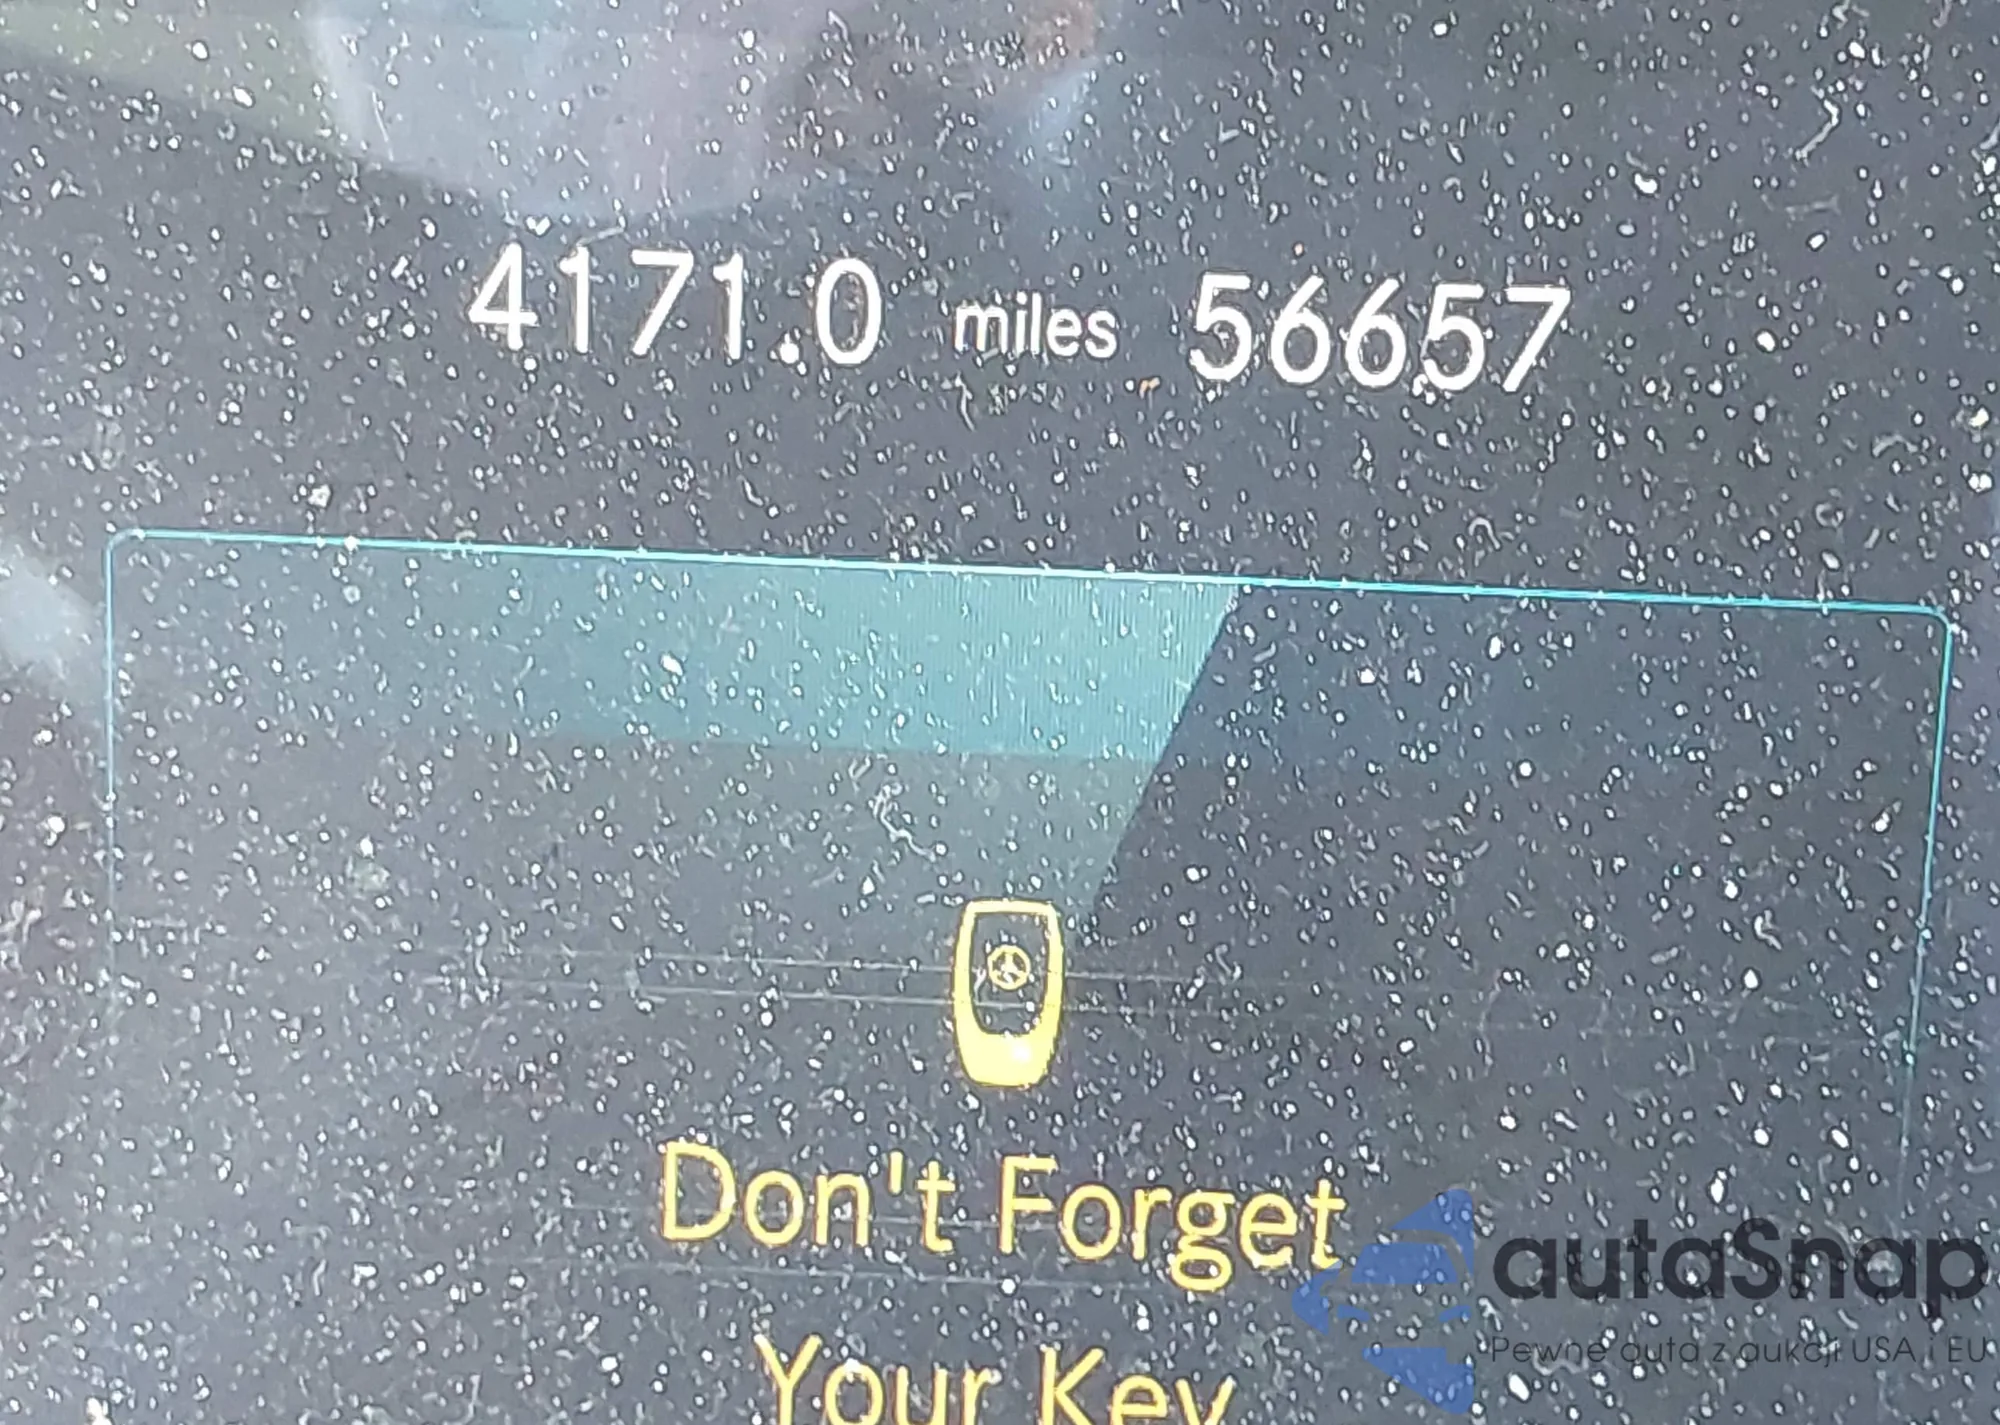 4171.0 miles 56657
Don't Forget
Your Key
autaSnap
Pewne auta z aukcji USA i EU